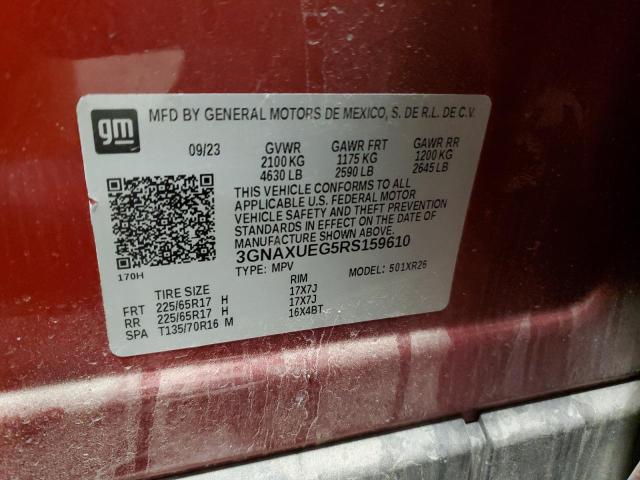 gm
MFD BY GENERAL MOTORS DE MEXICO, S. DE R.L. DE C.V.
09/23 GVWR GAWR FRT GAWR RR
2100 KG 1175 KG 1200 KG
4630 LB 2590 LB 2645 LB
THIS VEHICLE CONFORMS TO ALL
APPLICABLE U.S. FEDERAL MOTOR
VEHICLE SAFETY AND THEFT PREVENTION
STANDARDS IN EFFECT ON THE DATE OF
MANUFACTURE SHOWN ABOVE.
3GNAXUEG5RS159610
170H
TYPE: MPV MODEL: 501XR26
TIRE SIZE RIM
FRT 225/65R17 H 17X7J
RR 225/65R17 H 17X7J
SPA T135/70R16 M 16X4BT